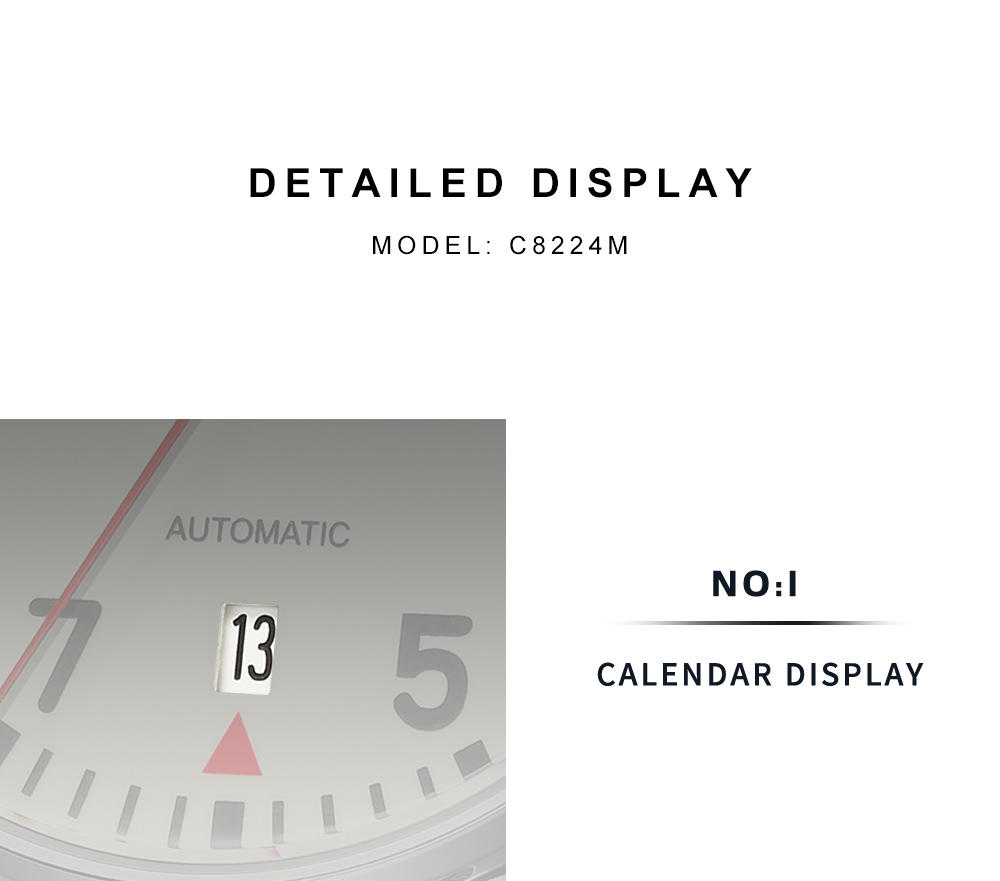 DETAILED DISPLAY
MODEL: C8224M
AUTOMATIC
7
13
5
NO:I
CALENDAR DISPLAY